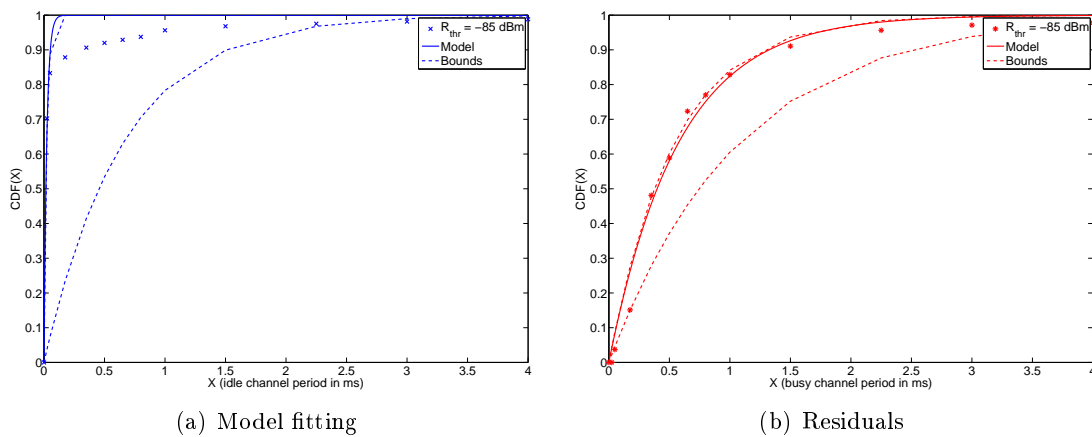 1
0.9
0.8
0.7
0.6
0.5
0.4
0.3
0.2
0.1
0
CDF(X)
0 0.5 1 1.5 2 2.5 3 3.5 4
X (idle channel period in ms)
R_thr = −85 dBm
Model
Bounds
(a) Model fitting
1
0.9
0.8
0.7
0.6
0.5
0.4
0.3
0.2
0.1
0
CDF(X)
0 0.5 1 1.5 2 2.5 3 3.5 4
X (busy channel period in ms)
R_thr = −85 dBm
Model
Bounds
(b) Residuals